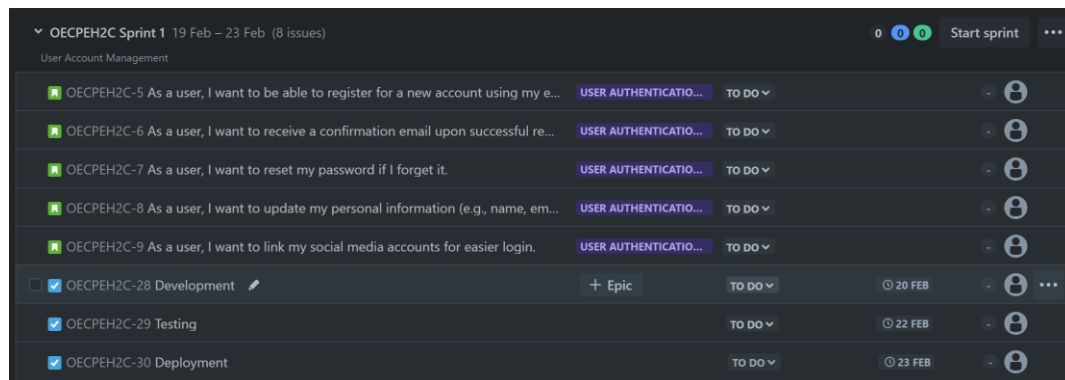 OECPEH2C Sprint 1 19 Feb – 23 Feb (8 issues) 0 0 0 Start sprint
User Account Management
OECPEH2C-5 As a user, I want to be able to register for a new account using my e... USER AUTHENTICATIO... TO DO -
OECPEH2C-6 As a user, I want to receive a confirmation email upon successful re... USER AUTHENTICATIO... TO DO -
OECPEH2C-7 As a user, I want to reset my password if I forget it. USER AUTHENTICATIO... TO DO -
OECPEH2C-8 As a user, I want to update my personal information (e.g., name, em... USER AUTHENTICATIO... TO DO -
OECPEH2C-9 As a user, I want to link my social media accounts for easier login. USER AUTHENTICATIO... TO DO -
OECPEH2C-28 Development + Epic TO DO 20 FEB -
OECPEH2C-29 Testing TO DO 22 FEB -
OECPEH2C-30 Deployment TO DO 23 FEB -